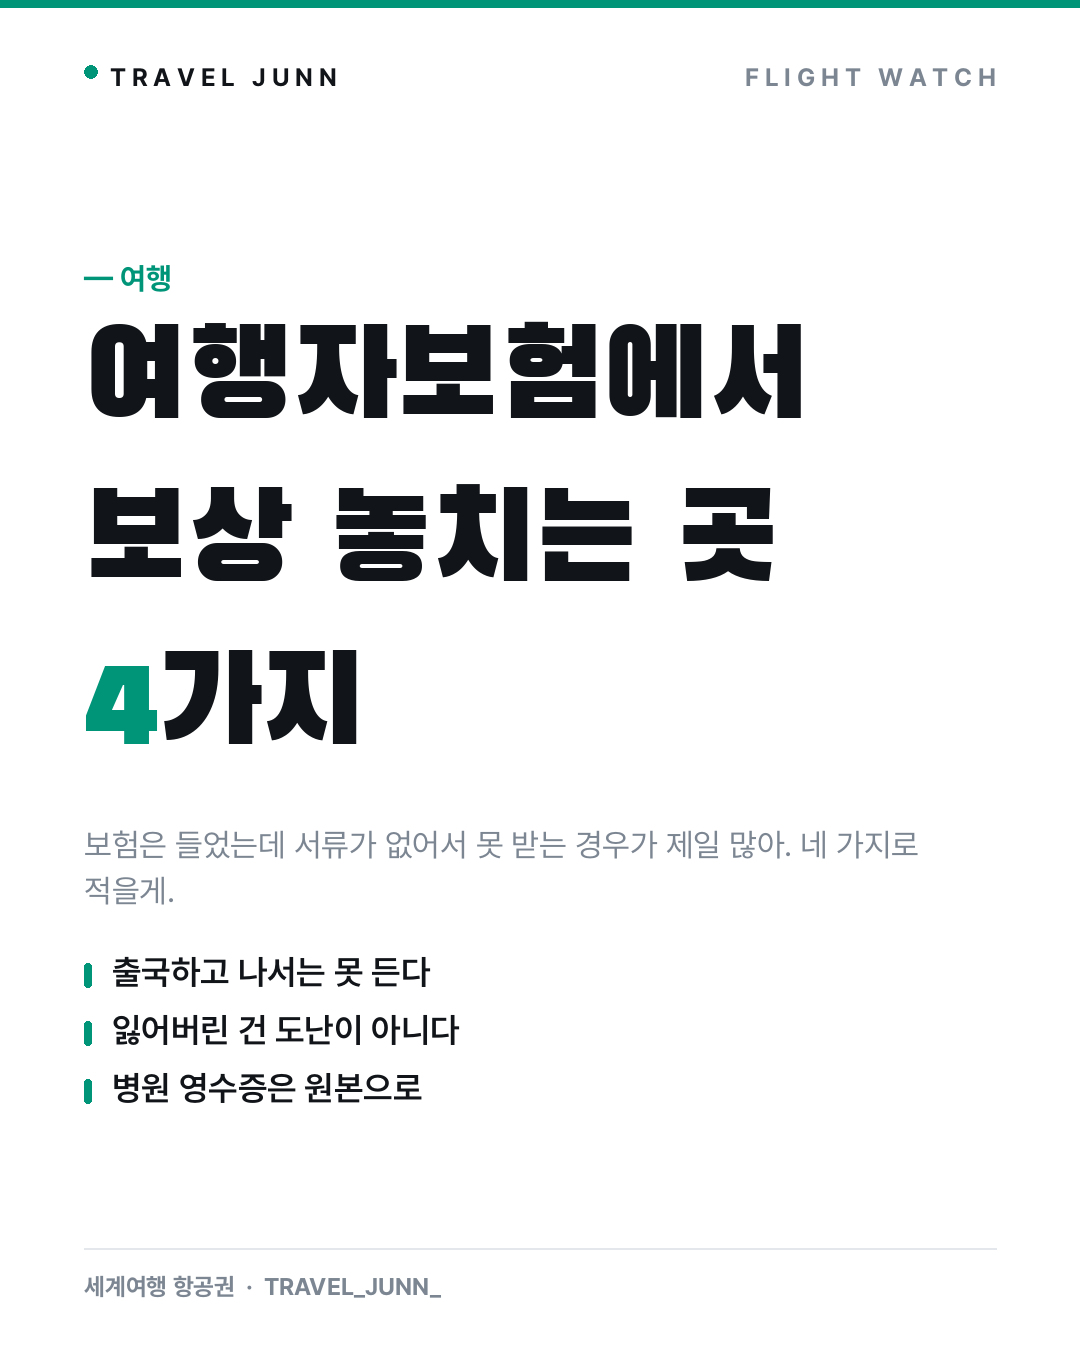 TRAVEL JUNN
FLIGHT WATCH
— 여행
여행자보험에서
보상 놓치는 곳
4가지
보험은 들었는데 서류가 없어서 못 받는 경우가 제일 많아. 네 가지로
적을게.
출국하고 나서는 못 든다
잃어버린 건 도난이 아니다
병원 영수증은 원본으로
세계여행 항공권 · TRAVEL_JUNN_